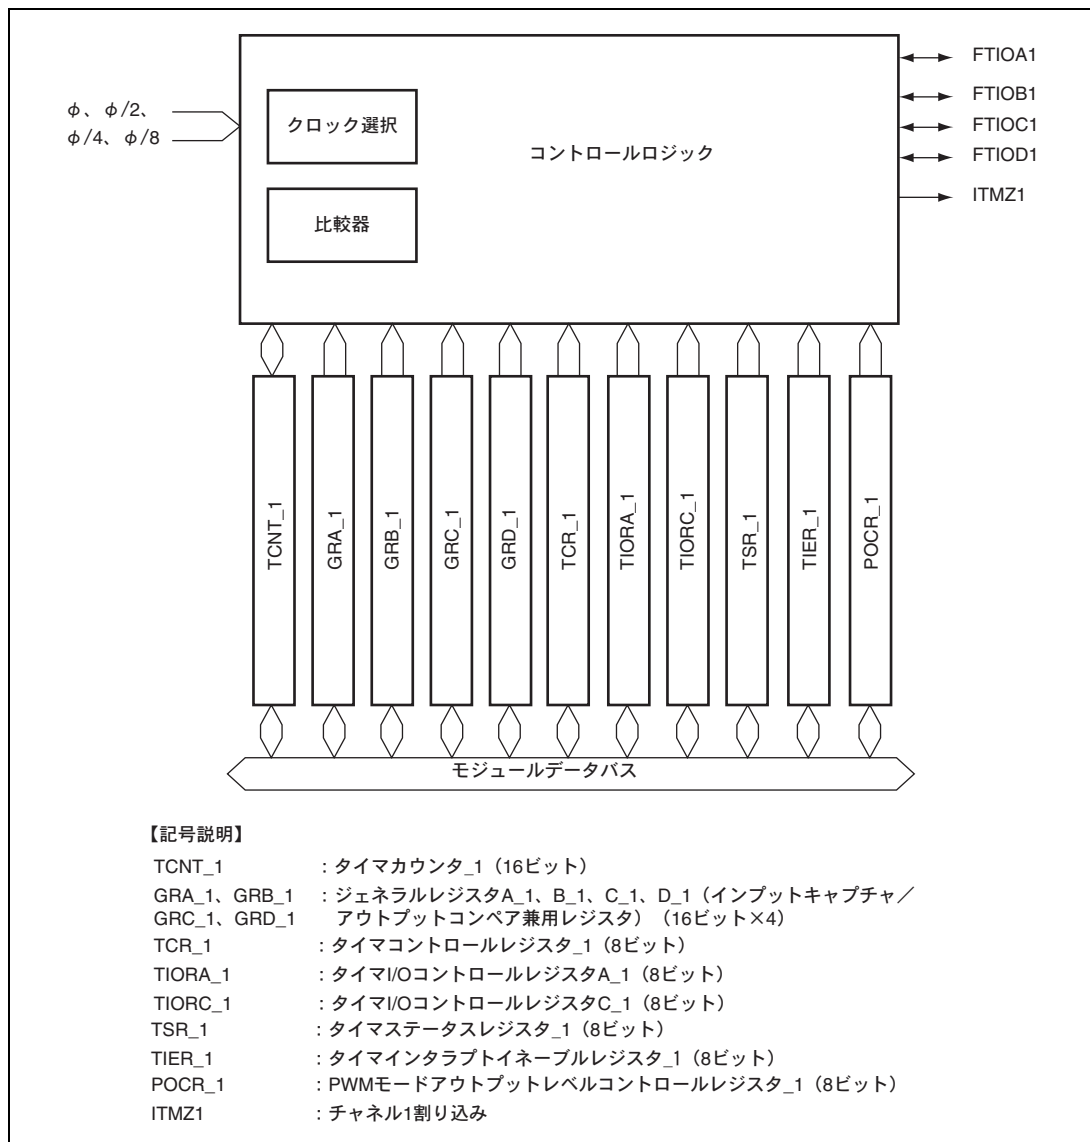 φ、φ/2、
φ/4、φ/8
クロック選択
比較器
コントロールロジック
FTIOA1
FTIOB1
FTIOC1
FTIOD1
ITMZ1
TCNT_1
GRA_1
GRB_1
GRC_1
GRD_1
TCR_1
TIORA_1
TIORC_1
TSR_1
TIER_1
POCR_1
モジュールデータバス
【記号説明】
TCNT_1 : タイマカウンタ_1（16ビット）
GRA_1、GRB_1 : ジェネラルレジスタA_1、B_1、C_1、D_1（インプットキャプチャ／
GRC_1、GRD_1 アウトプットコンペア兼用レジスタ）（16ビット×4）
TCR_1 : タイマコントロールレジスタ_1（8ビット）
TIORA_1 : タイマI/OコントロールレジスタA_1（8ビット）
TIORC_1 : タイマI/OコントロールレジスタC_1（8ビット）
TSR_1 : タイマステータスレジスタ_1（8ビット）
TIER_1 : タイマインタラプトイネーブルレジスタ_1（8ビット）
POCR_1 : PWMモードアウトプットレベルコントロールレジスタ_1（8ビット）
ITMZ1 : チャネル1割り込み